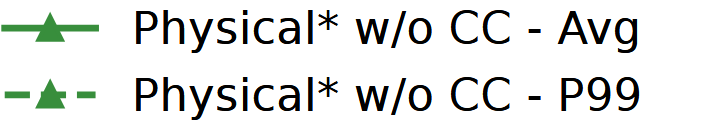 Physical* w/o CC - Avg
Physical* w/o CC - P99